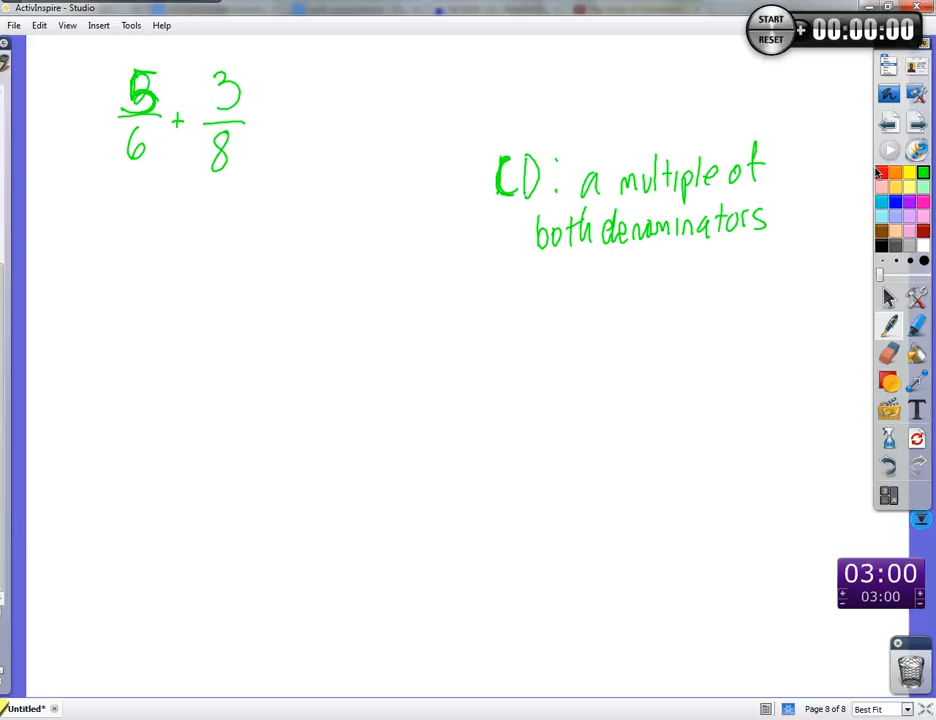 ActivInspire - Studio
File Edit View Insert Tools Help
START
RESET
00:00:00
5 3
6 + 8
CD: a multiple of
both denominators
T
03:00
03:00
Untitled*
Page 8 of 8
Best Fit